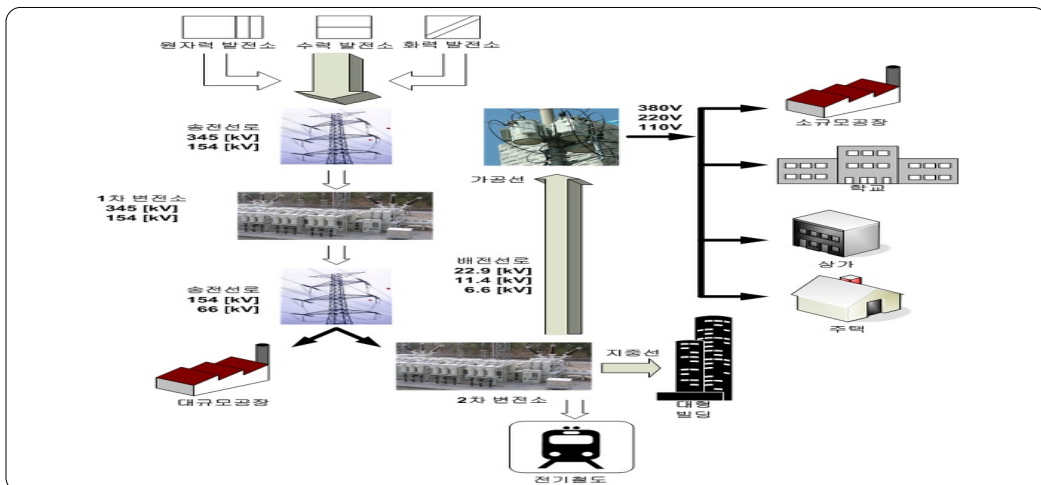 원자력 발전소
수력 발전소
화력 발전소
송전선로
345 [kV]
154 [kV]
1차 변전소
345 [kV]
154 [kV]
송전선로
154 [kV]
66 [kV]
대규모공장
2차 변전소
전기철도
지중선
대형
빌딩
배전선로
22.9 [kV]
11.4 [kV]
6.6 [kV]
가공선
380V
220V
110V
소규모공장
학교
상가
주택